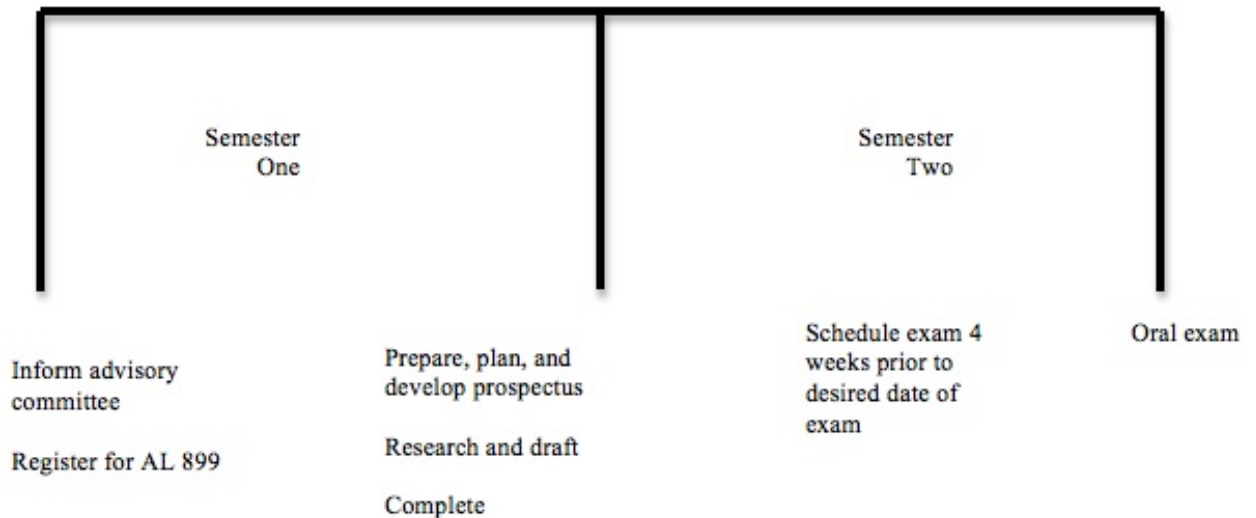 Semester
One
Semester
Two
Inform advisory
committee
Register for AL 899
Prepare, plan, and
develop prospectus
Research and draft
Complete
Schedule exam 4
weeks prior to
desired date of
exam
Oral exam